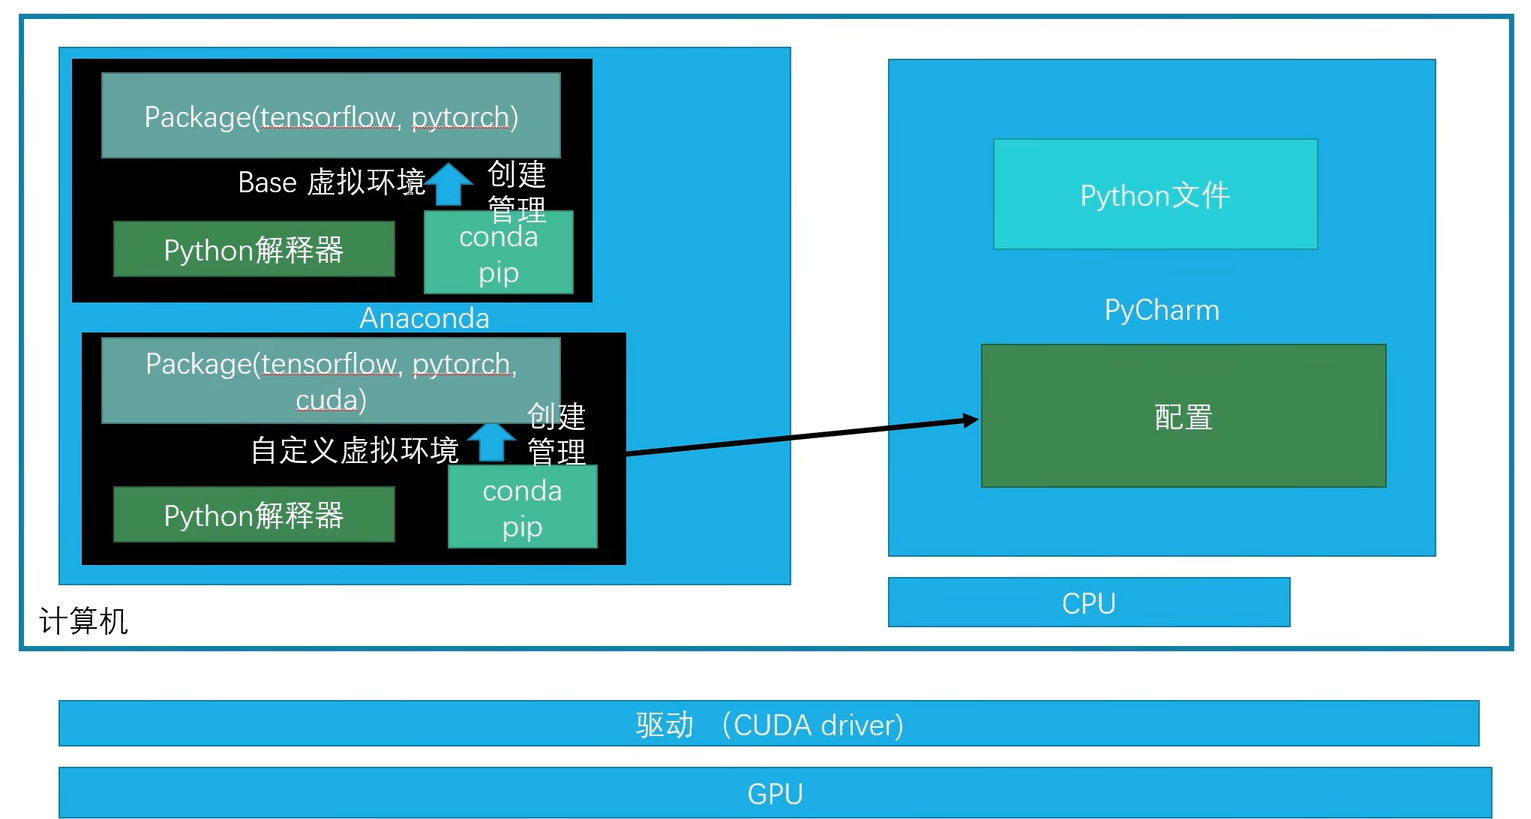 Package(tensorflow, pytorch)
Base 虚拟环境
创建
管理
Python解释器
conda
pip
Anaconda
Package(tensorflow, pytorch,
cuda)
自定义虚拟环境
创建
管理
Python解释器
conda
pip
计算机
Python文件
PyCharm
配置
CPU
驱动 （CUDA driver)
GPU